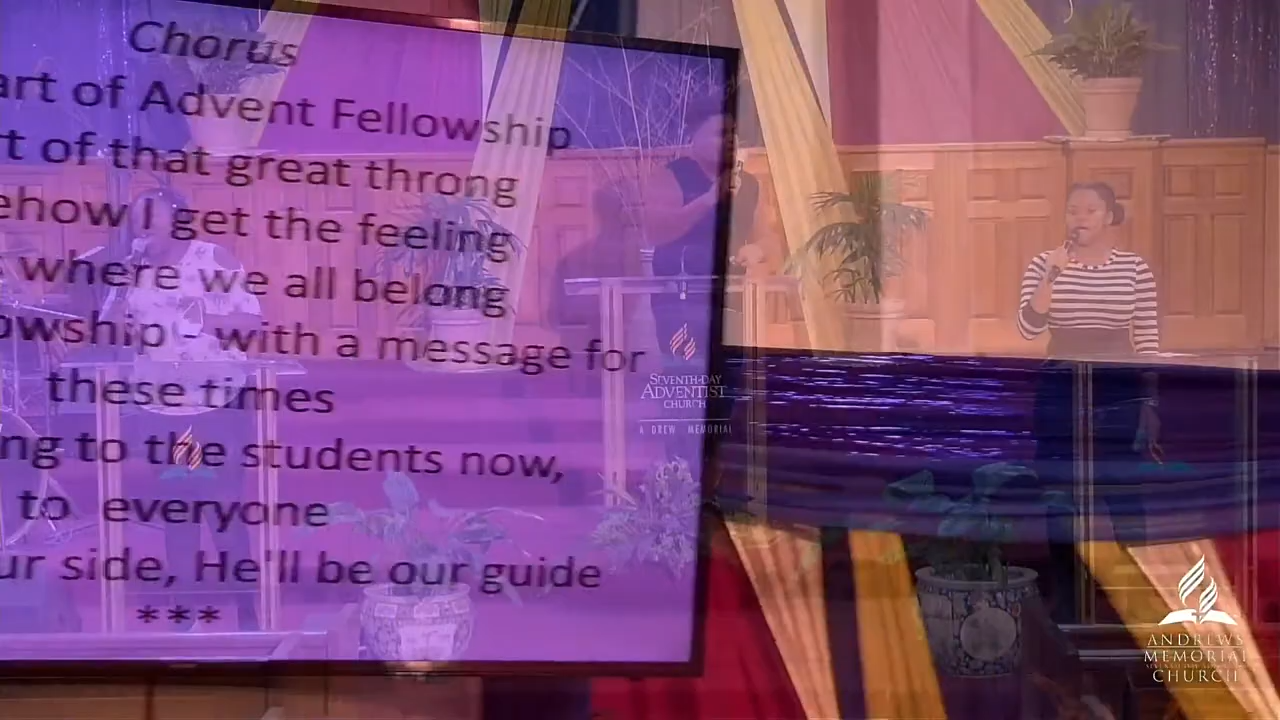 Chorus
art of Advent Fellowship
t of that great throng
ehow I get the feeling
where we all belong
owship - with a message for
these times
ng to the students now,
to everyone
ur side, He'll be our guide
***
SEVENTH-DAY
ADVENTIST
CHURCH
MEMORIAL
ANDREWS
MEMORIAL
CHURCH